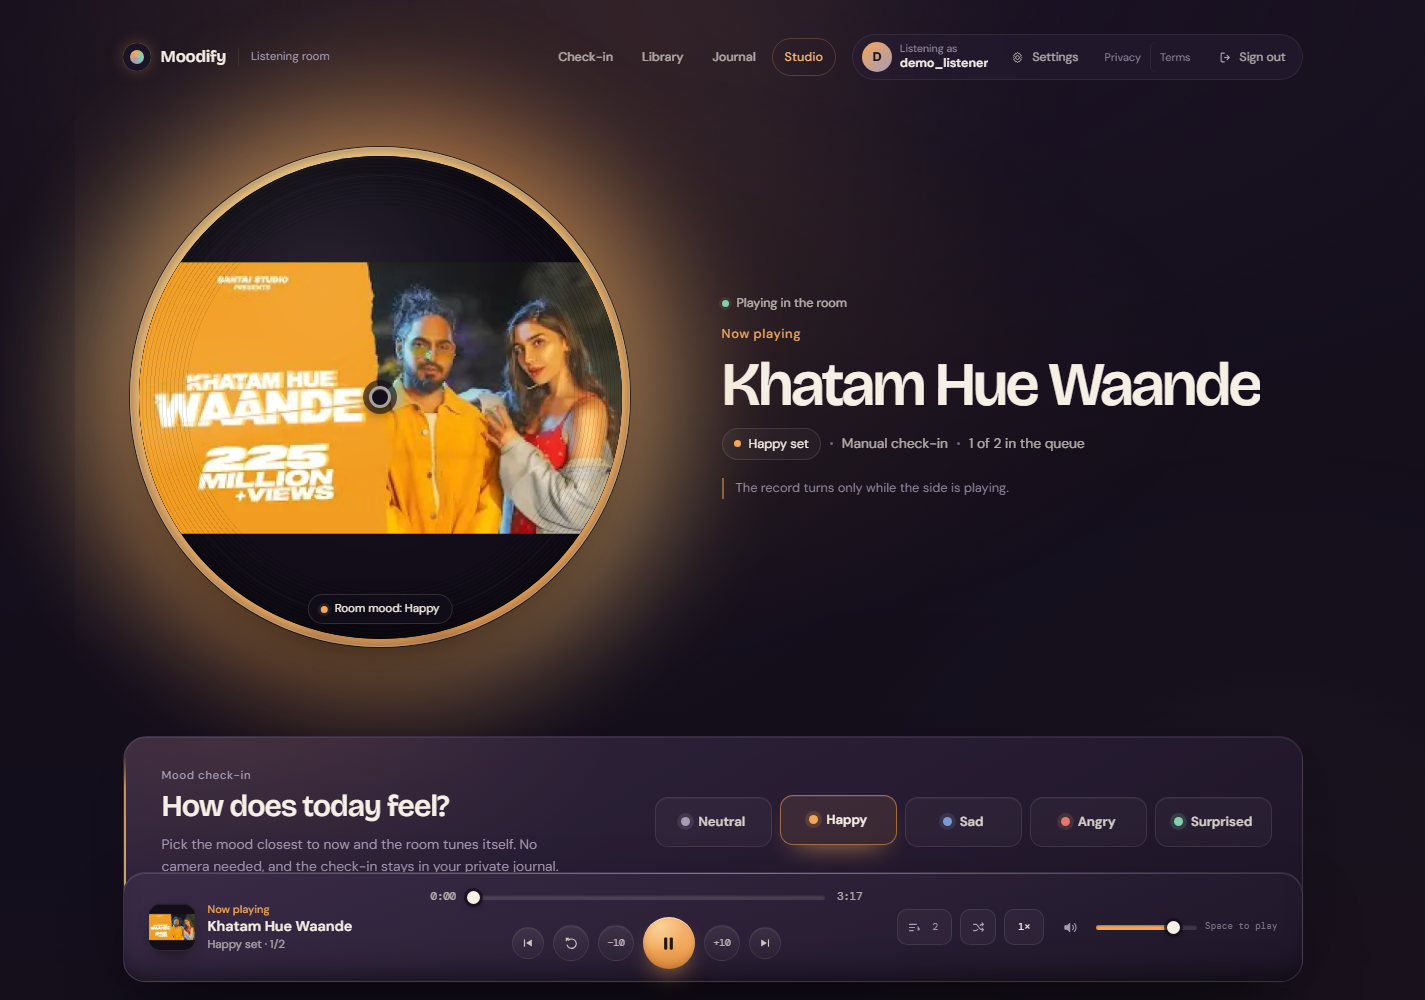 Moodify
Listening room
Check-in
Library
Journal
Studio
D
Listening as
demo_listener
Settings
Privacy
Terms
Sign out
BANTAI STUDIO
PRESENTS
KHATAM HUE
WAANDE
225
MILLION
+VIEWS
Room mood: Happy
Playing in the room
Now playing
Khatam Hue Waande
Happy set · Manual check-in · 1 of 2 in the queue
The record turns only while the side is playing.
Mood check-in
How does today feel?
Pick the mood closest to now and the room tunes itself. No
camera needed, and the check-in stays in your private journal.
Neutral
Happy
Sad
Angry
Surprised
Now playing
Khatam Hue Waande
Happy set · 1/2
0:00
3:17
−10
+10
2
1×
Space to play